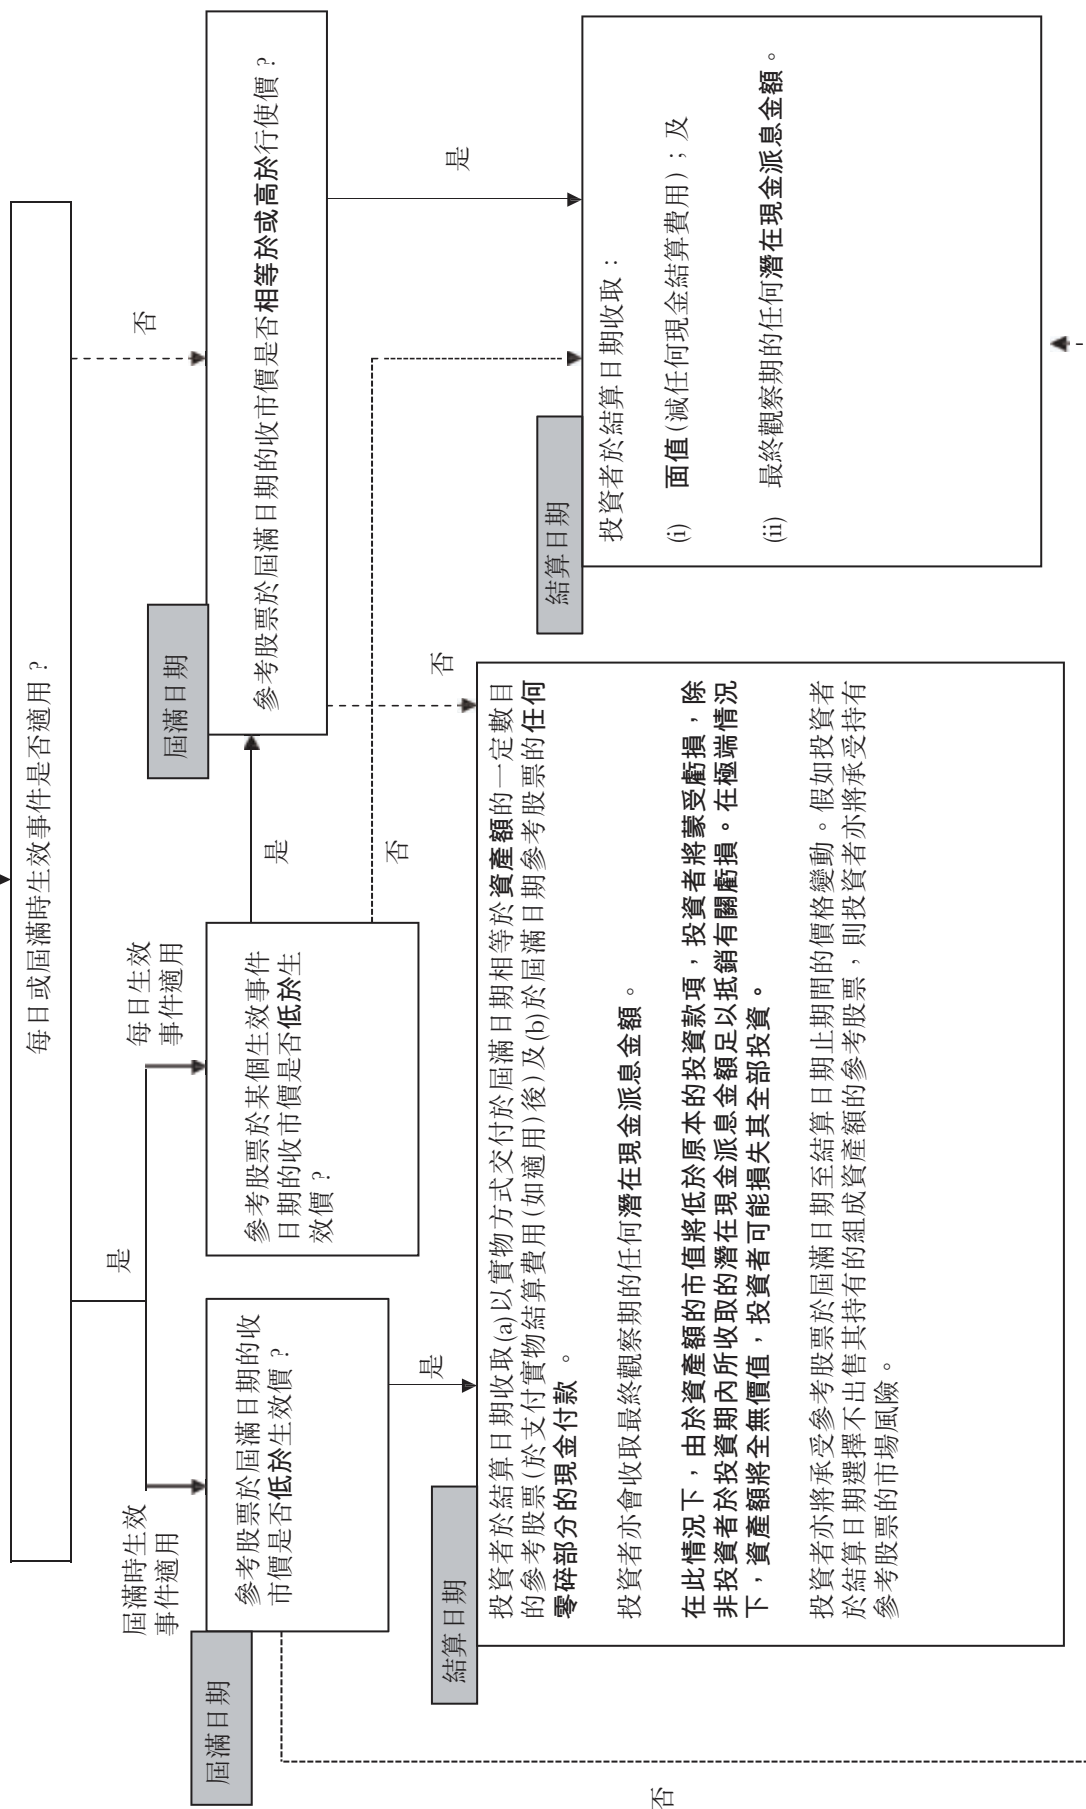 每日或屆滿時生效事件是否適用？
是
否
屆滿時生效
事件適用
每日生效
事件適用
屆滿日期
參考股票於屆滿日期的收
市價是否低於生效價？
參考股票於某個生效事件
日期的收市價是否低於生
效價？
屆滿日期
參考股票於屆滿日期的收市價是否相等於或高於行使價？
是
否
是
否
是
否
結算日期
投資者於結算日期收取(a)以實物方式交付於屆滿日期相等於資產額的一定數目
的參考股票(於支付實物結算費用(如適用)後)及(b)於屆滿日期參考股票的任何
零碎部分的現金付款。
投資者亦會收取最終觀察期的任何潛在現金派息金額。
在此情況下，由於資產額的市值將低於原本的投資款項，投資者將蒙受虧損，除
非投資者於投資期內所收取的潛在現金派息金額足以抵銷有關虧損。在極端情況
下，資產額將全無價值，投資者可能損失其全部投資。
投資者亦將承受參考股票於屆滿日期至結算日期止期間的價格變動。假如投資者
於結算日期選擇不出售其持有的組成資產額的參考股票，則投資者亦將承受持有
參考股票的市場風險。
結算日期
投資者於結算日期收取：
(i) 面值(減任何現金結算費用)；及
(ii) 最終觀察期的任何潛在現金派息金額。